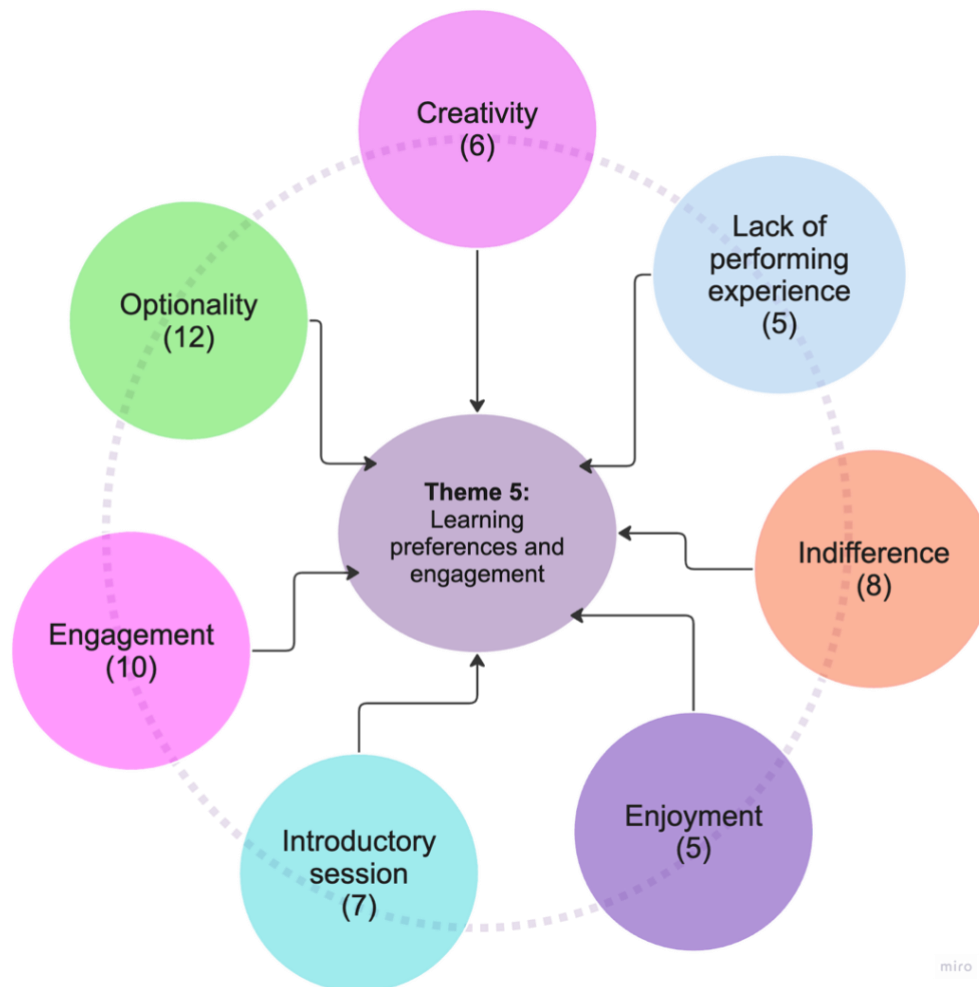 Creativity
(6)
Lack of
performing
experience
(5)
Optionality
(12)
Theme 5:
Learning
preferences and
engagement
Indifference
(8)
Engagement
(10)
Enjoyment
(5)
Introductory
session
(7)
miro